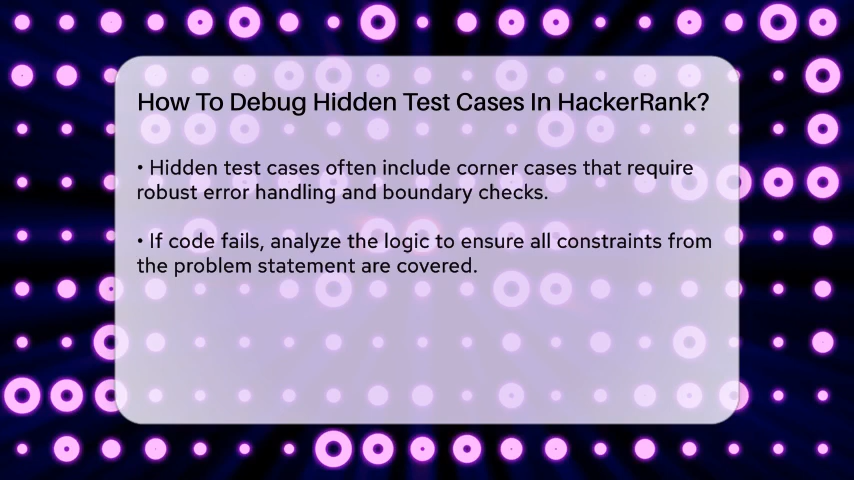 How To Debug Hidden Test Cases In HackerRank?
• Hidden test cases often include corner cases that require
robust error handling and boundary checks.
• If code fails, analyze the logic to ensure all constraints from
the problem statement are covered.